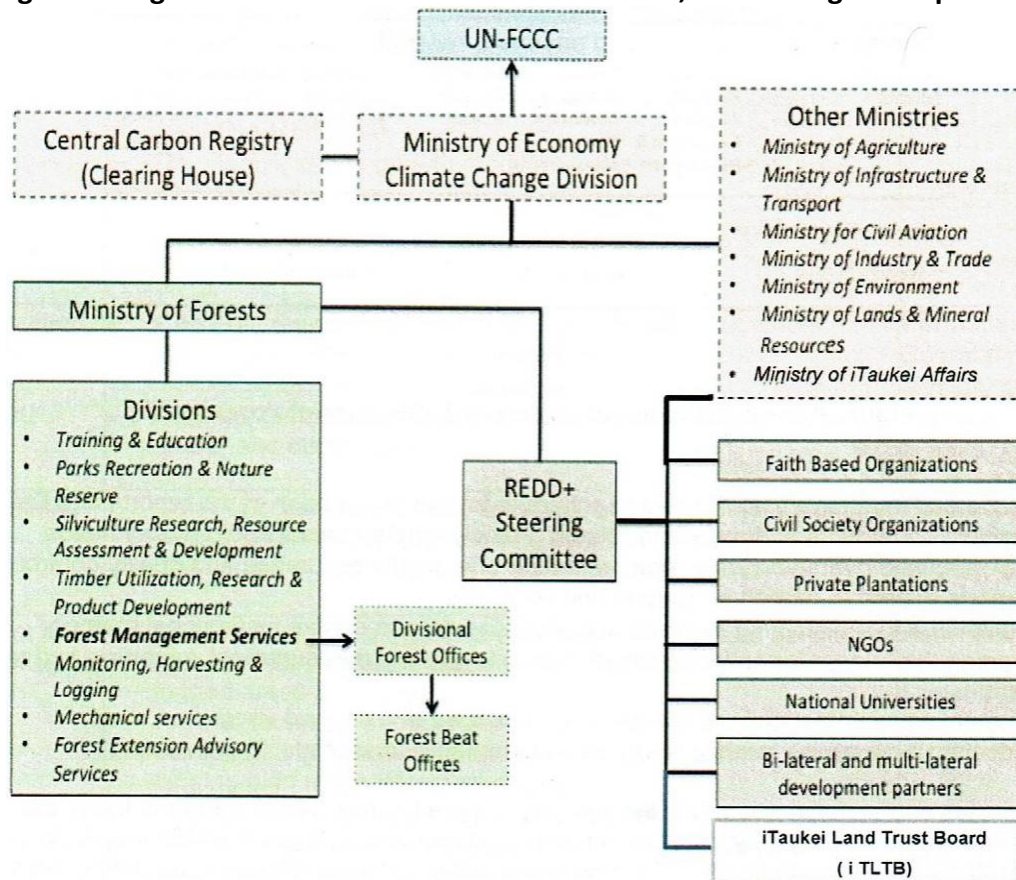 UN-FCCC
Central Carbon Registry
(Clearing House)
Ministry of Economy
Climate Change Division
Other Ministries
• Ministry of Agriculture
• Ministry of Infrastructure &
Transport
• Ministry for Civil Aviation
• Ministry of Industry & Trade
• Ministry of Environment
• Ministry of Lands & Mineral
Resources
• Ministry of iTaukei Affairs
Ministry of Forests
Divisions
• Training & Education
• Parks Recreation & Nature
Reserve
• Silviculture Research, Resource
Assessment & Development
• Timber Utilization, Research &
Product Development
• Forest Management Services
• Monitoring, Harvesting &
Logging
• Mechanical services
• Forest Extension Advisory
Services
Divisional
Forest Offices
Forest Beat
Offices
REDD+
Steering
Committee
Faith Based Organizations
Civil Society Organizations
Private Plantations
NGOs
National Universities
Bi-lateral and multi-lateral
development partners
iTaukei Land Trust Board
( i TLTB)